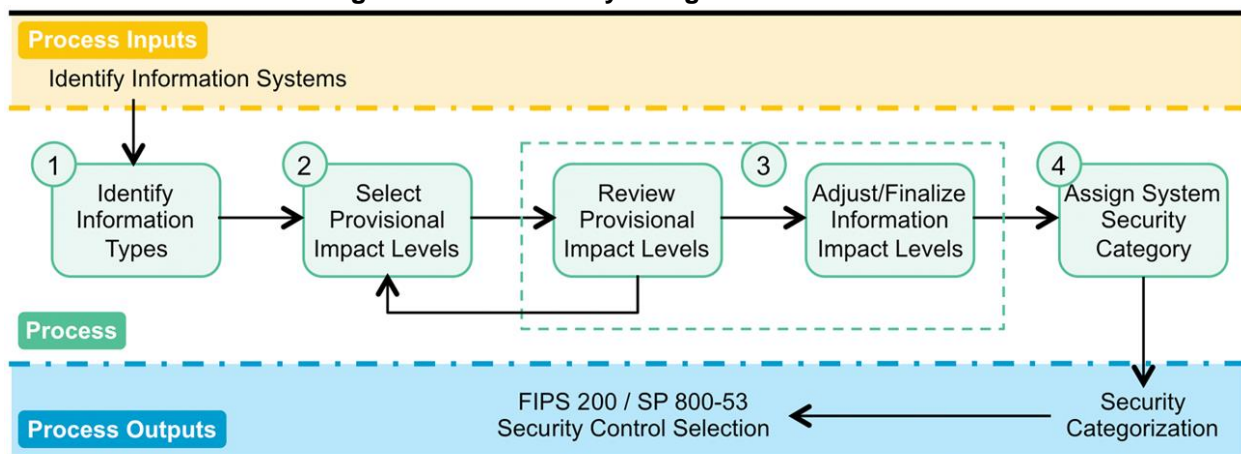 Process Inputs
Identify Information Systems
1
Identify
Information
Types
2
Select
Provisional
Impact Levels
Review
Provisional
Impact Levels
3
Adjust/Finalize
Information
Impact Levels
4
Assign System
Security
Category
Process
FIPS 200 / SP 800-53
Security Control Selection
Security
Categorization
Process Outputs